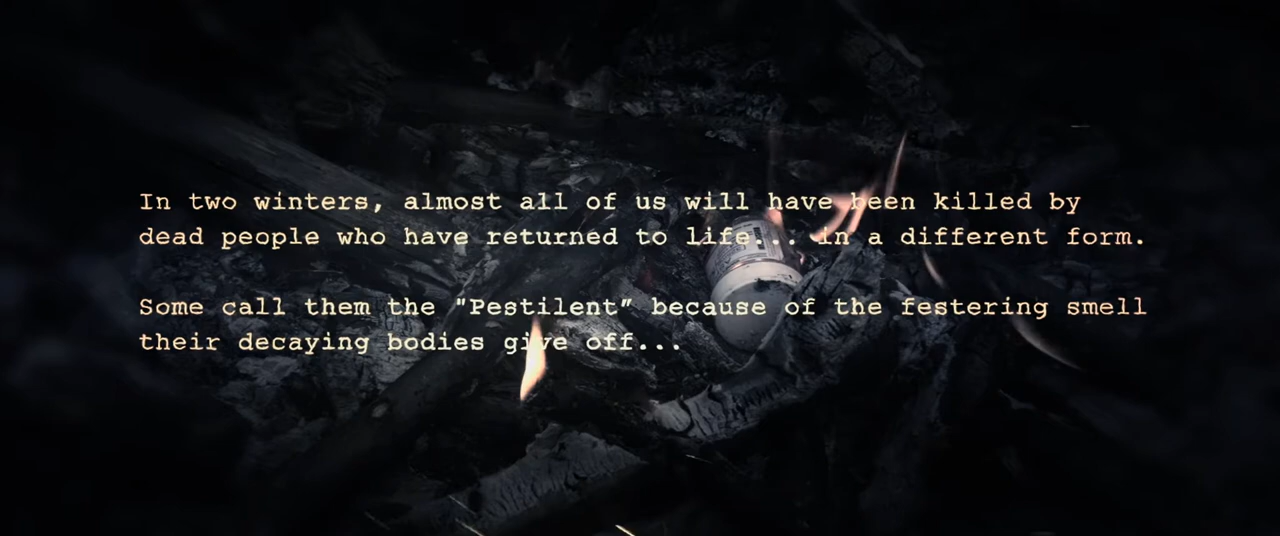 In two winters, almost all of us will have been killed by
dead people who have returned to life... in a different form.
Some call them the "Pestilent" because of the festering smell
their decaying bodies give off...